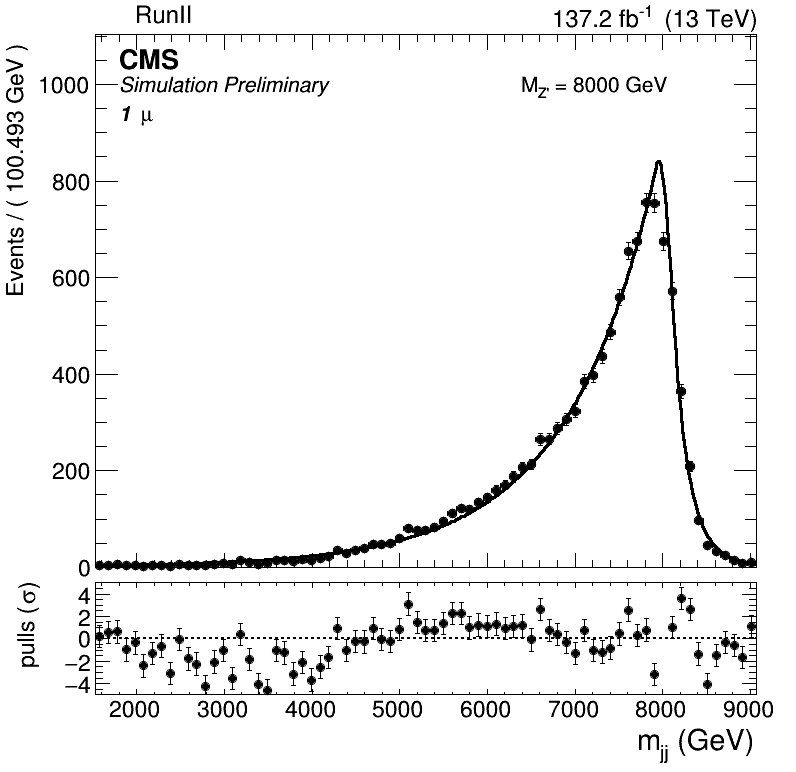 RunII 137.2 fb⁻¹ (13 TeV)
CMS
Simulation Preliminary
M_Z' = 8000 GeV
1 μ
Events / ( 100.493 GeV )
1000
800
600
400
200
0
pulls (σ)
4
2
0
−2
−4
2000 3000 4000 5000 6000 7000 8000 9000
m_jj (GeV)